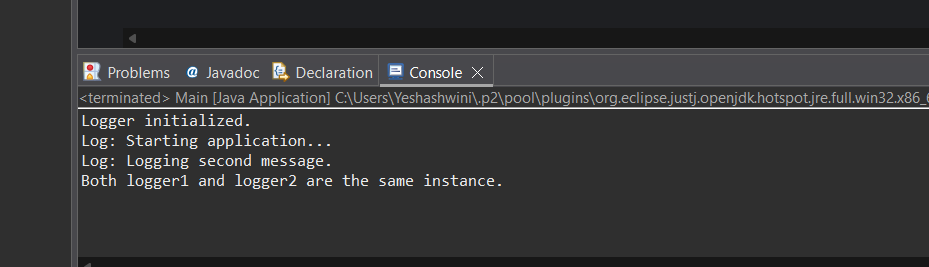 Problems @ Javadoc Declaration Console
<terminated> Main [Java Application] C:\Users\Yeshashwini\.p2\pool\plugins\org.eclipse.justj.openjdk.hotspot.jre.full.win32.x86_
Logger initialized.
Log: Starting application...
Log: Logging second message.
Both logger1 and logger2 are the same instance.